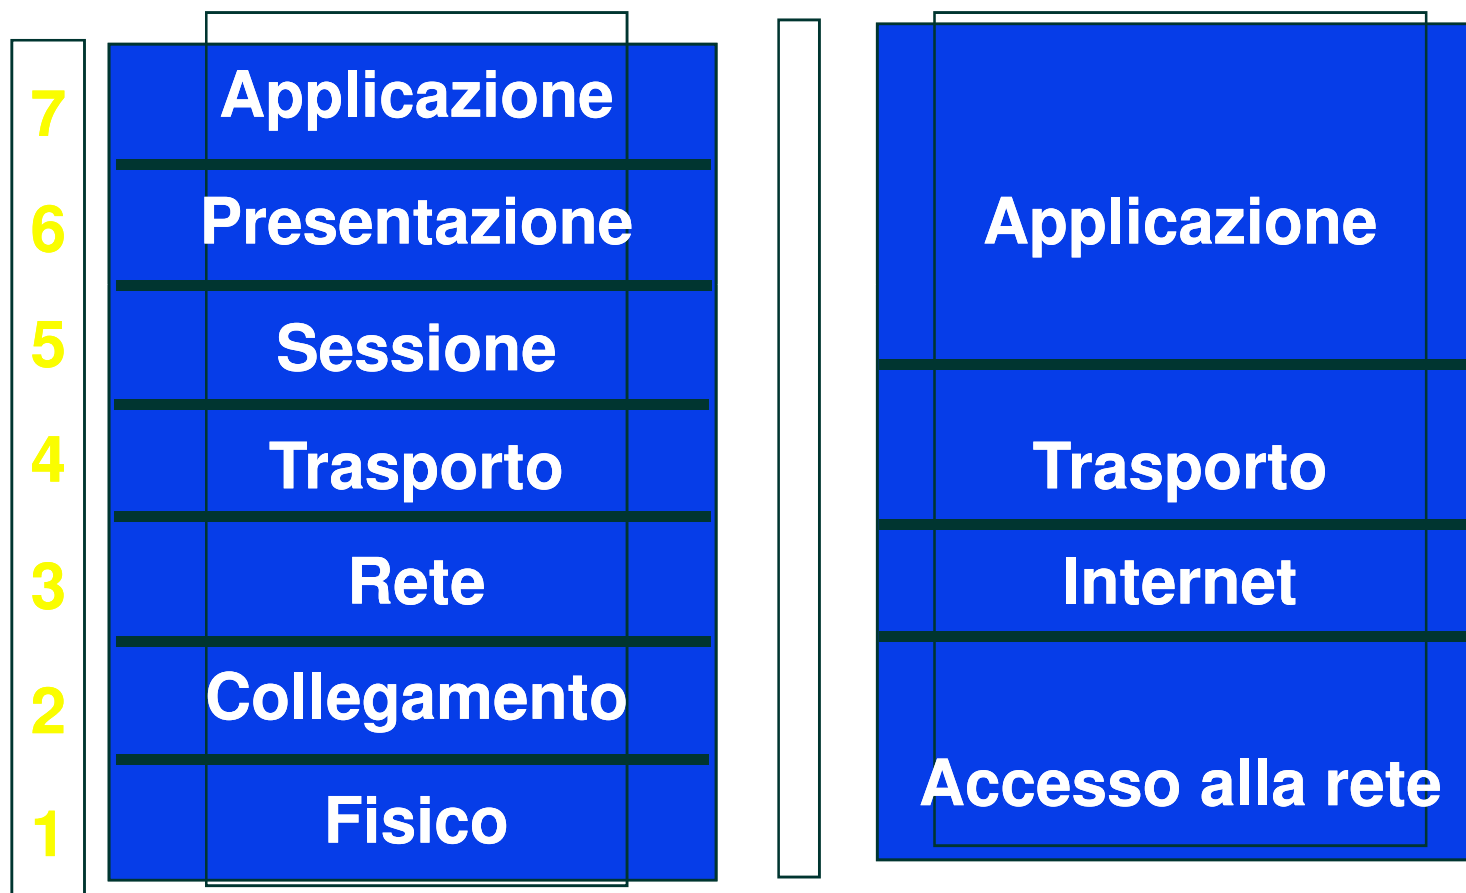 7
Applicazione
6
Presentazione
5
Sessione
4
Trasporto
3
Rete
2
Collegamento
1
Fisico
Applicazione
Trasporto
Internet
Accesso alla rete